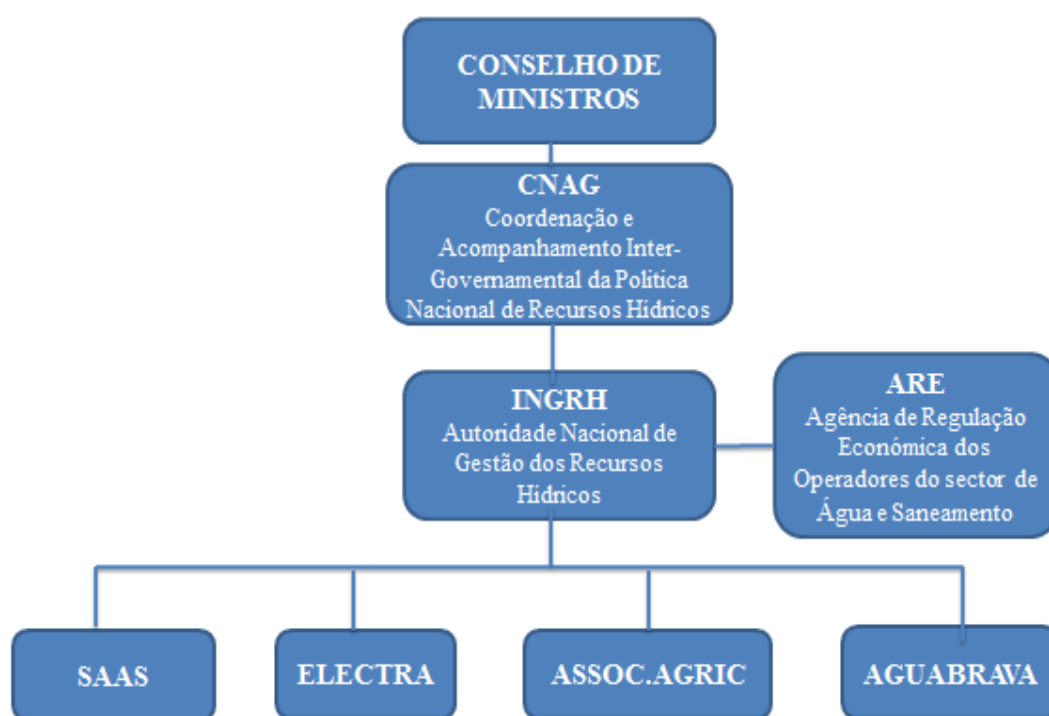 CONSELHO DE
MINISTROS
CNAG
Coordenação e
Acompanhamento Inter-
Governamental da Politica
Nacional de Recursos Hídricos
INGRH
Autoridade Nacional de
Gestão dos Recursos
Hídricos
ARE
Agência de Regulação
Económica dos
Operadores do sector de
Água e Saneamento
SAAS
ELECTRA
ASSOC.AGRIC
AGUABRAVA